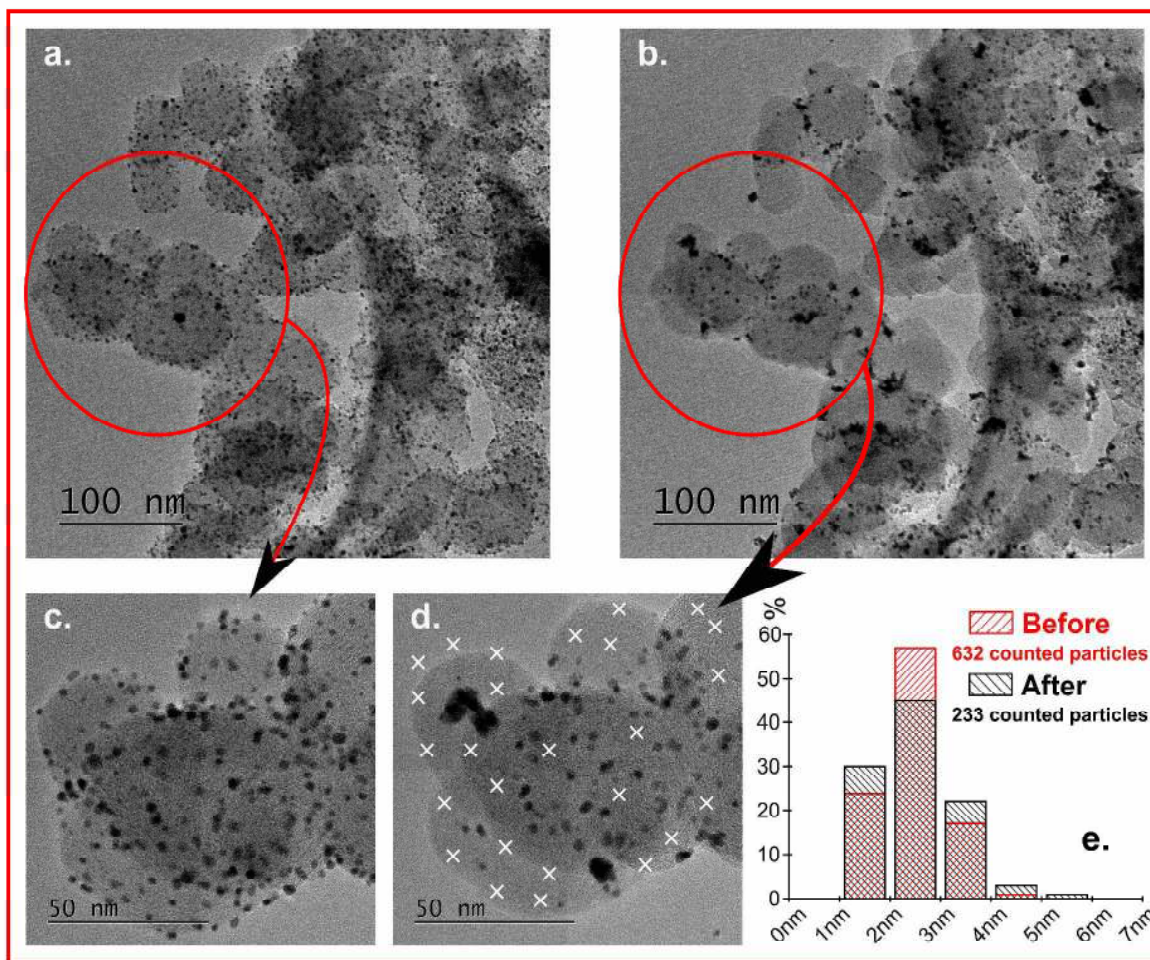 a.
b.
100 nm
100 nm
c.
d.
50 nm
50 nm
%
60
50
40
30
20
10
0
Before
632 counted particles
After
233 counted particles
e.
0nm
1nm
2nm
3nm
4nm
5nm
6nm
7nm